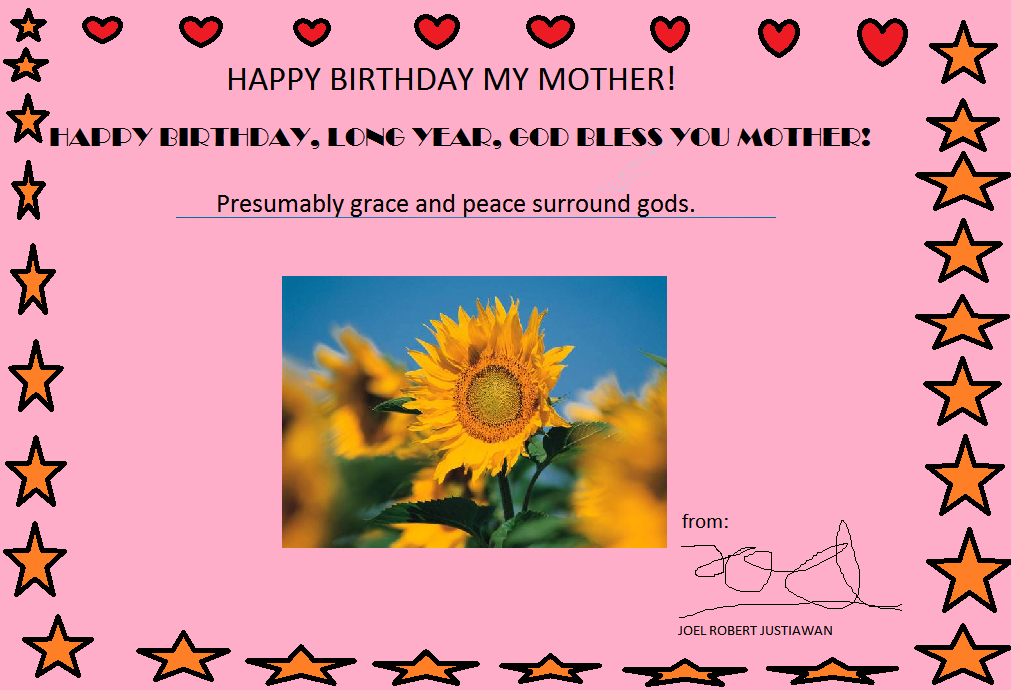 HAPPY BIRTHDAY MY MOTHER!
HAPPY BIRTHDAY, LONG YEAR, GOD BLESS YOU MOTHER!
Presumably grace and peace surround gods.
from:
JOEL ROBERT JUSTIAWAN